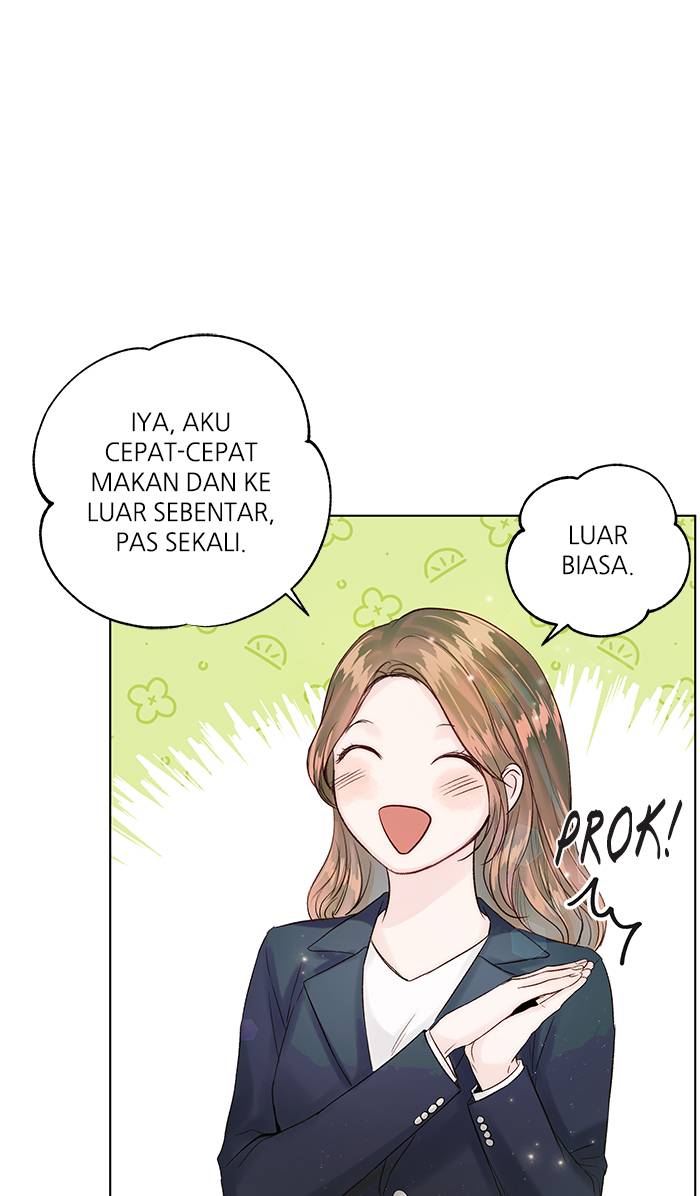 IYA, AKU
CEPAT-CEPAT
MAKAN DAN KE
LUAR SEBENTAR,
PAS SEKALI.
LUAR
BIASA.
PROK!